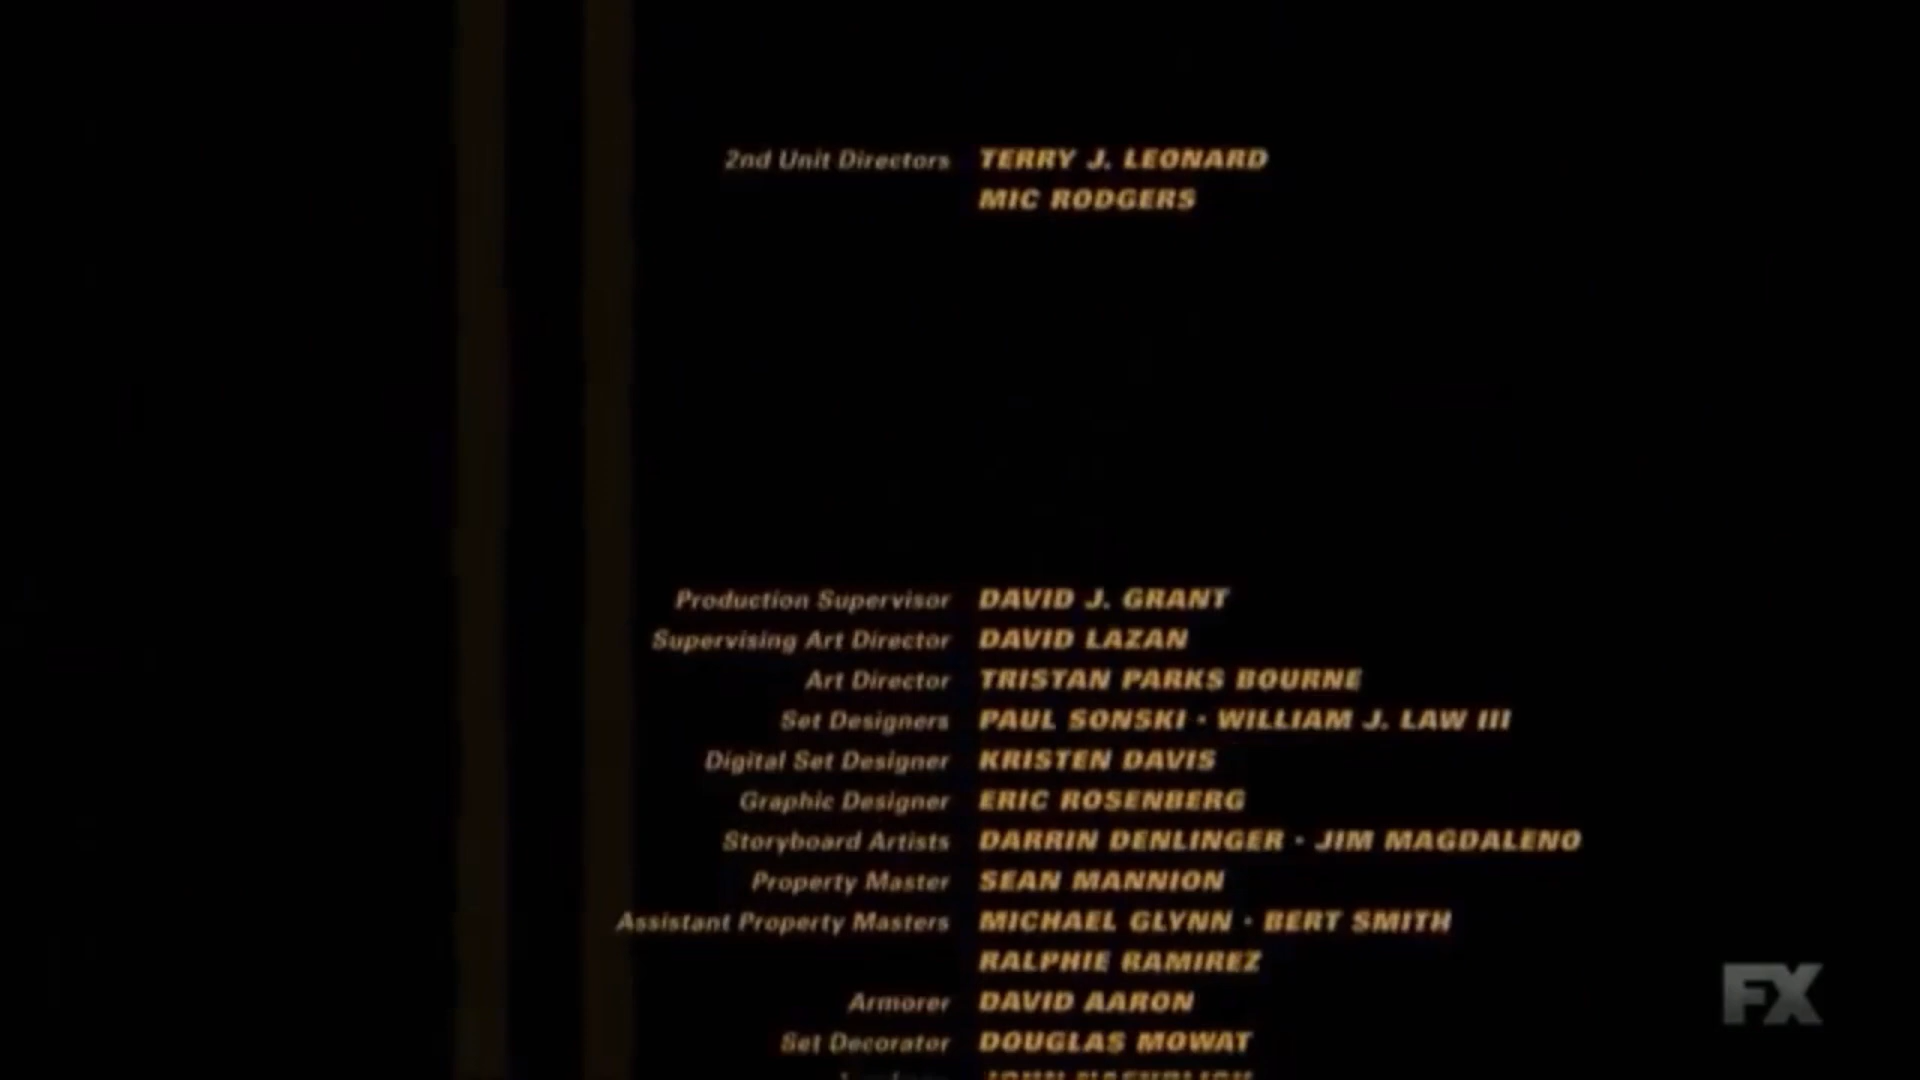 2nd Unit Directors TERRY J. LEONARD
MIC RODGERS
Production Supervisor DAVID J. GRANT
Supervising Art Director DAVID LAZAN
Art Director TRISTAN PARKS BOURNE
Set Designers PAUL SONSKI • WILLIAM J. LAW III
Digital Set Designer KRISTEN DAVIS
Graphic Designer ERIC ROSENBERG
Storyboard Artists DARRIN DENLINGER • JIM MAGDALENO
Property Master SEAN MANNION
Assistant Property Masters MICHAEL GLYNN • BERT SMITH
RALPHIE RAMIREZ
Armorer DAVID AARON
Set Decorator DOUGLAS MOWAT
FX